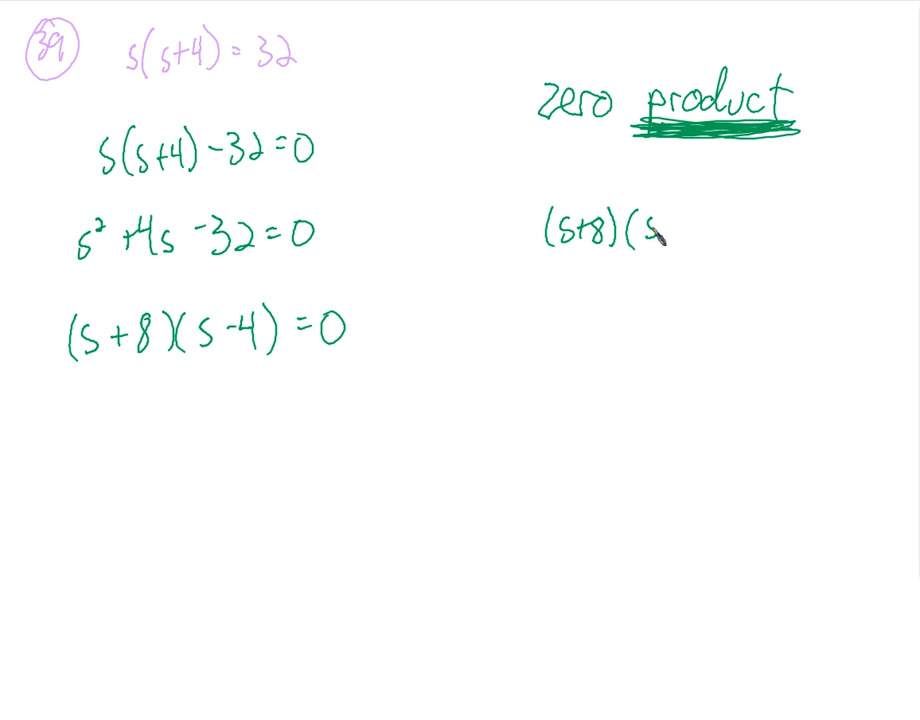 39 s(s+4) = 32
s(s+4) - 32 = 0
s² + 4s - 32 = 0
(s + 8)(s - 4) = 0
zero product
(s+8)(s